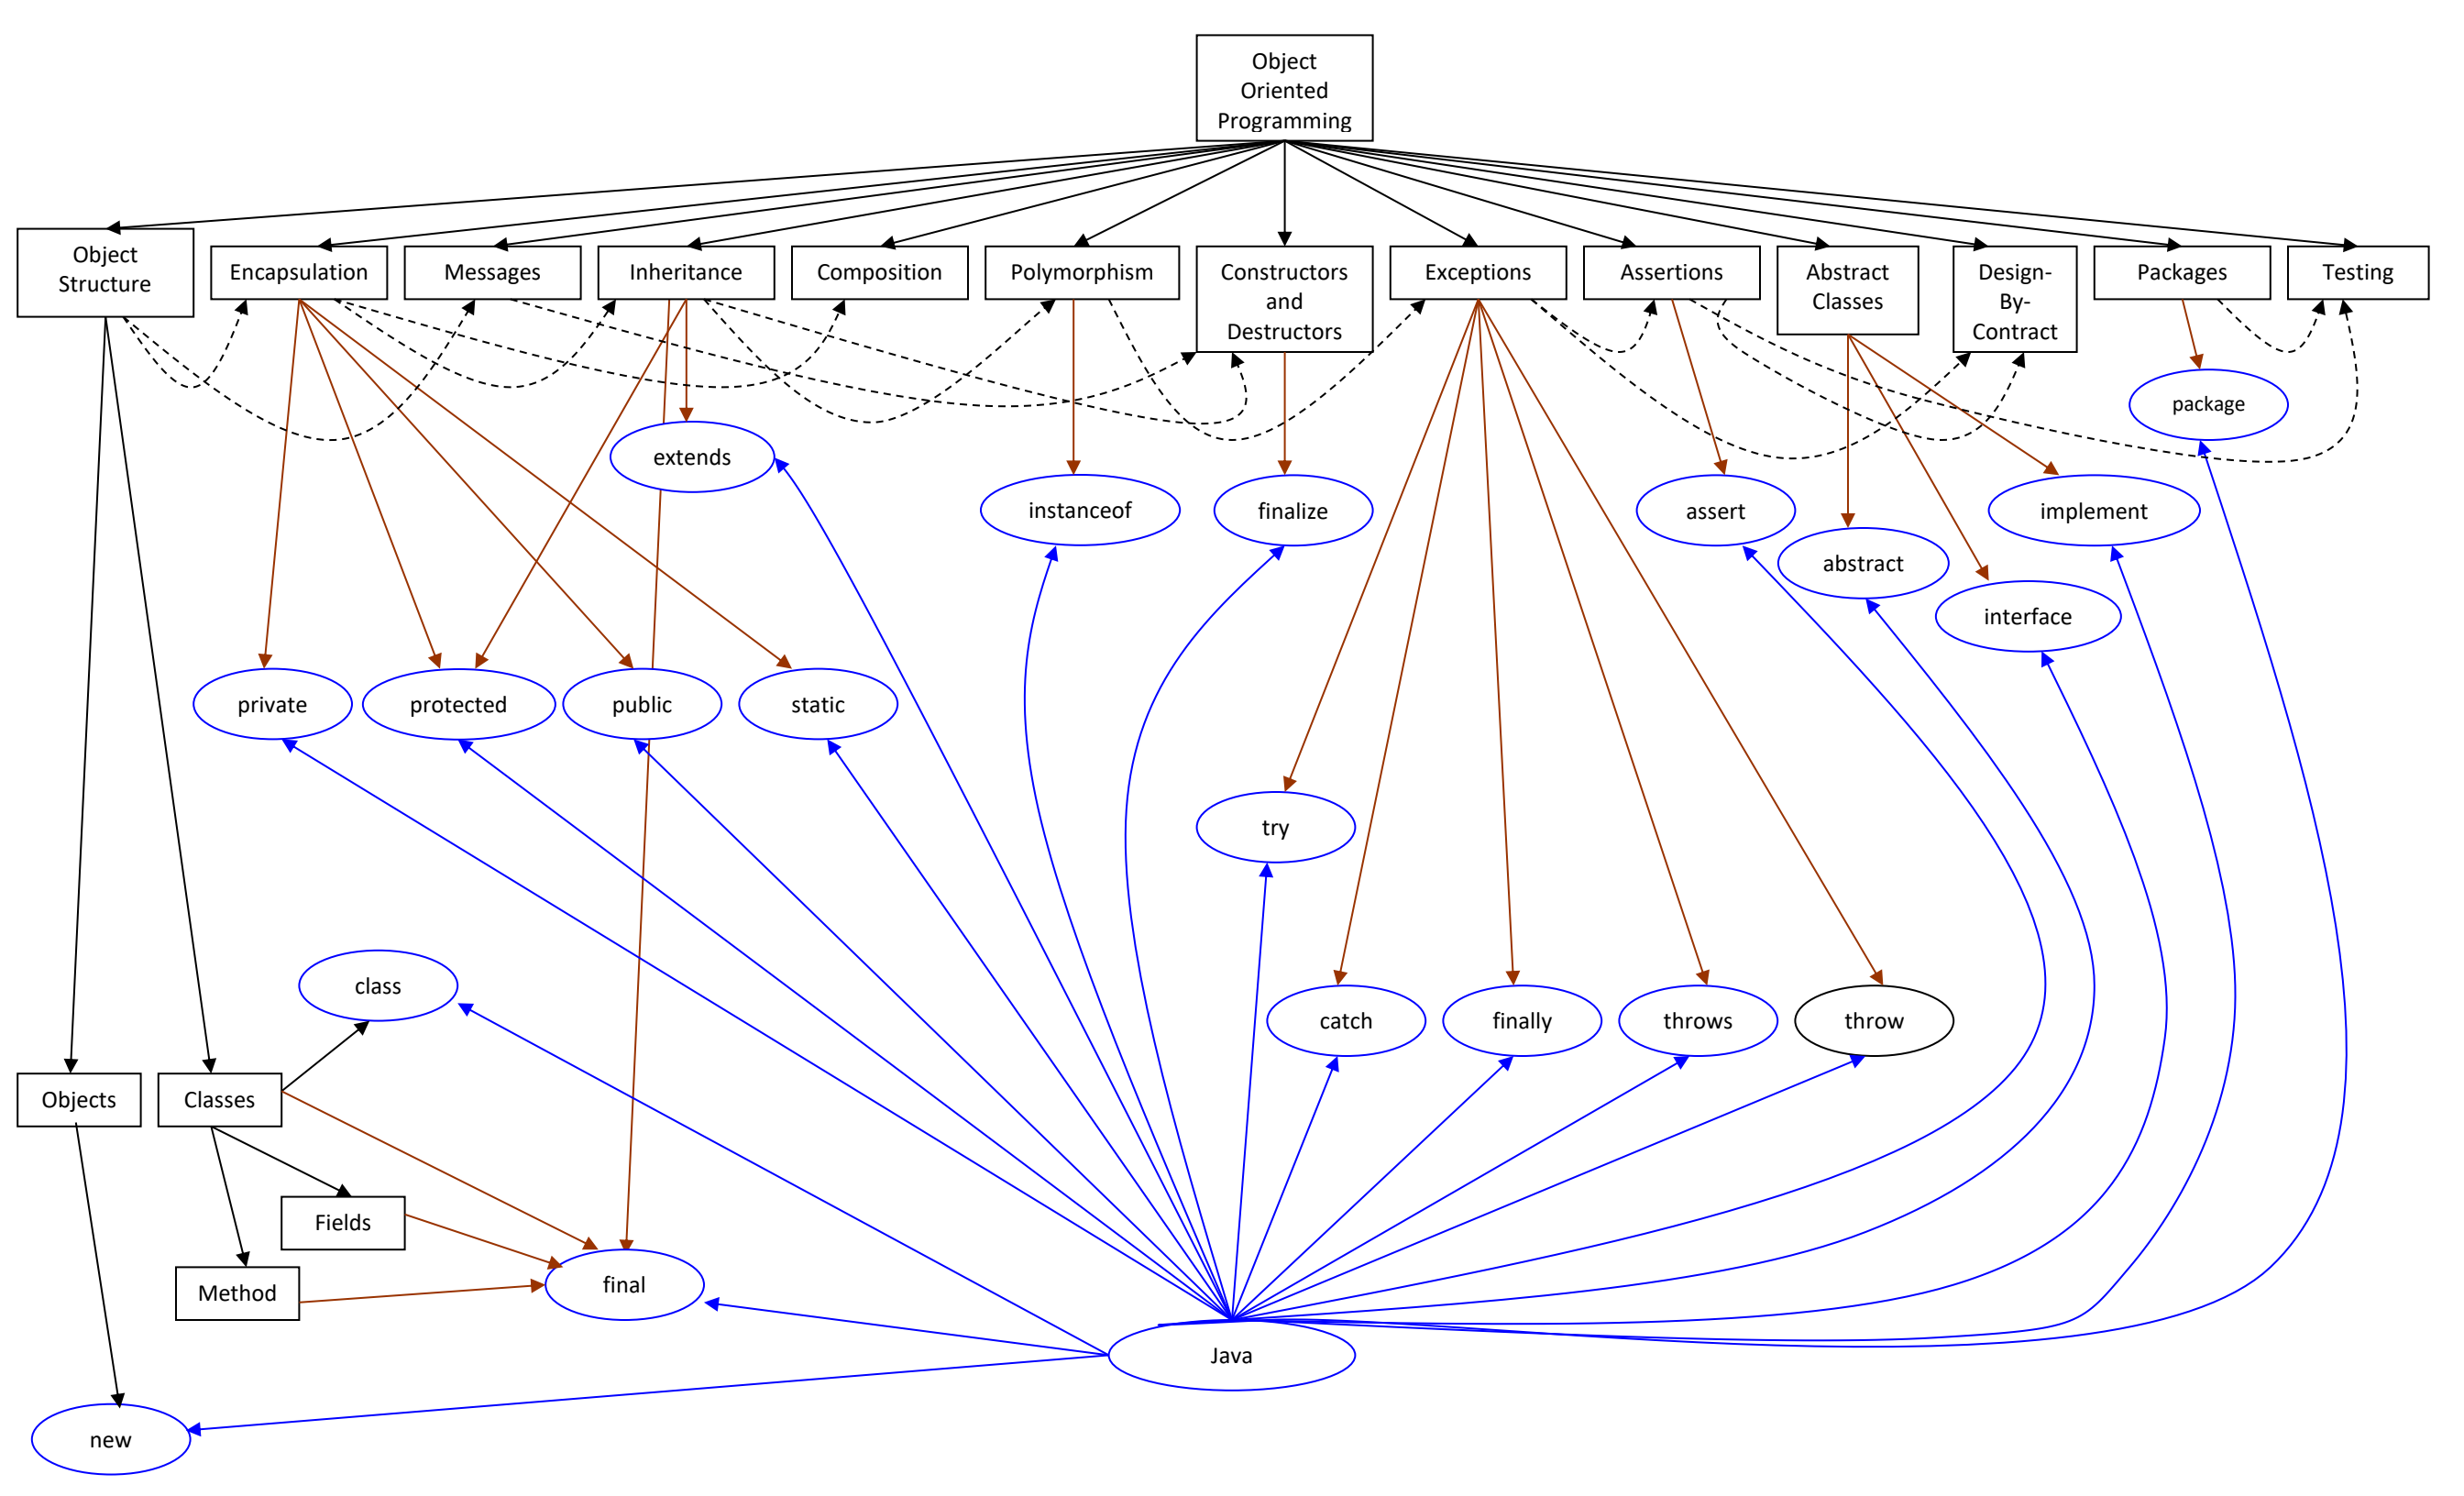 Object
Oriented
Programming
Object
Structure
Encapsulation
Messages
Inheritance
Composition
Polymorphism
Constructors
and
Destructors
Exceptions
Assertions
Abstract
Classes
Design-
By-
Contract
Packages
Testing
package
extends
instanceof
finalize
assert
implement
abstract
interface
private
protected
public
static
try
class
catch
finally
throws
throw
Objects
Classes
Fields
Method
final
Java
new